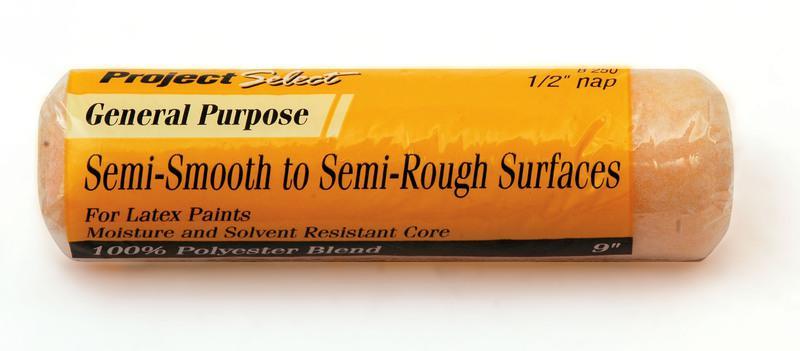 Project Select
B 250
1/2" nap
General Purpose
Semi-Smooth to Semi-Rough Surfaces
For Latex Paints
Moisture and Solvent Resistant Core
100% Polyester Blend
9"